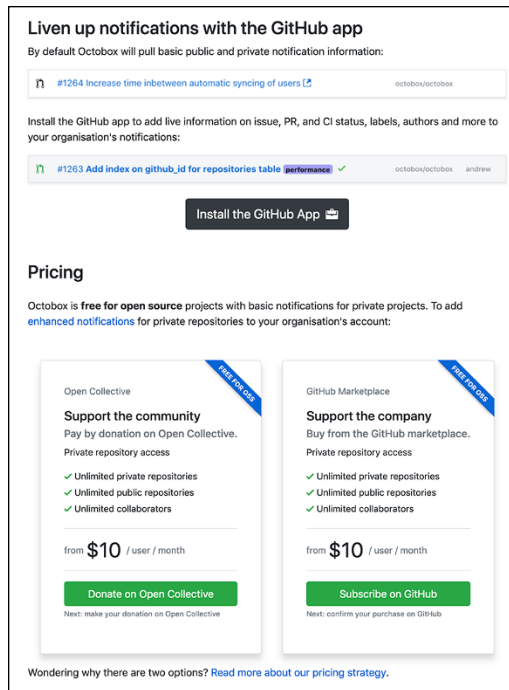 Liven up notifications with the GitHub app
By default Octobox will pull basic public and private notification information:
#1264 Increase time inbetween automatic syncing of users octobox/octobox
Install the GitHub app to add live information on issue, PR, and CI status, labels, authors and more to
your organisation's notifications:
#1263 Add index on github_id for repositories table performance octobox/octobox andrew
Install the GitHub App
Pricing
Octobox is free for open source projects with basic notifications for private projects. To add
enhanced notifications for private repositories to your organisation's account:
FREE FOR OSS
Open Collective
Support the community
Pay by donation on Open Collective.
Private repository access
Unlimited private repositories
Unlimited public repositories
Unlimited collaborators
from $10 / user / month
Donate on Open Collective
Next: make your donation on Open Collective
FREE FOR OSS
GitHub Marketplace
Support the company
Buy from the GitHub marketplace.
Private repository access
Unlimited private repositories
Unlimited public repositories
Unlimited collaborators
from $10 / user / month
Subscribe on GitHub
Next: confirm your purchase on GitHub
Wondering why there are two options? Read more about our pricing strategy.